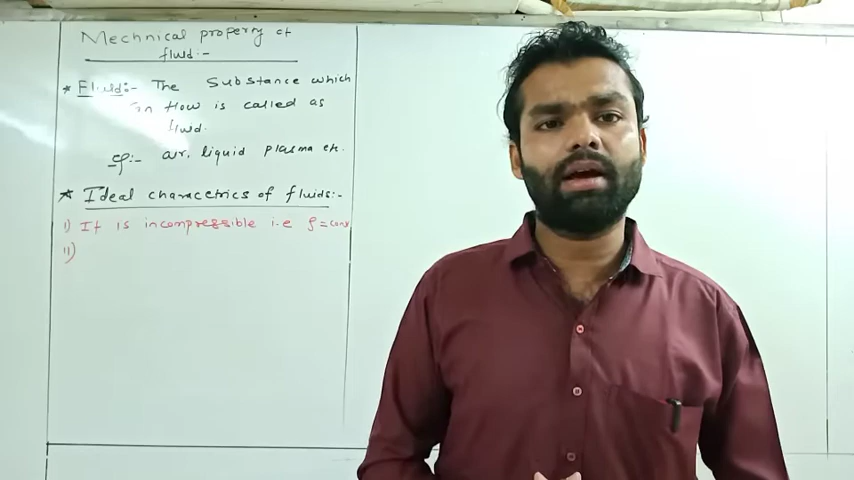 Mechnical property of
fluid:-
* Fluid:- The Substance which
can flow is called as
fluid.
eg:- air, liquid plasma etc.
* Ideal characetrics of fluids:-
i) It is incompressible i.e ρ = cons
ii)